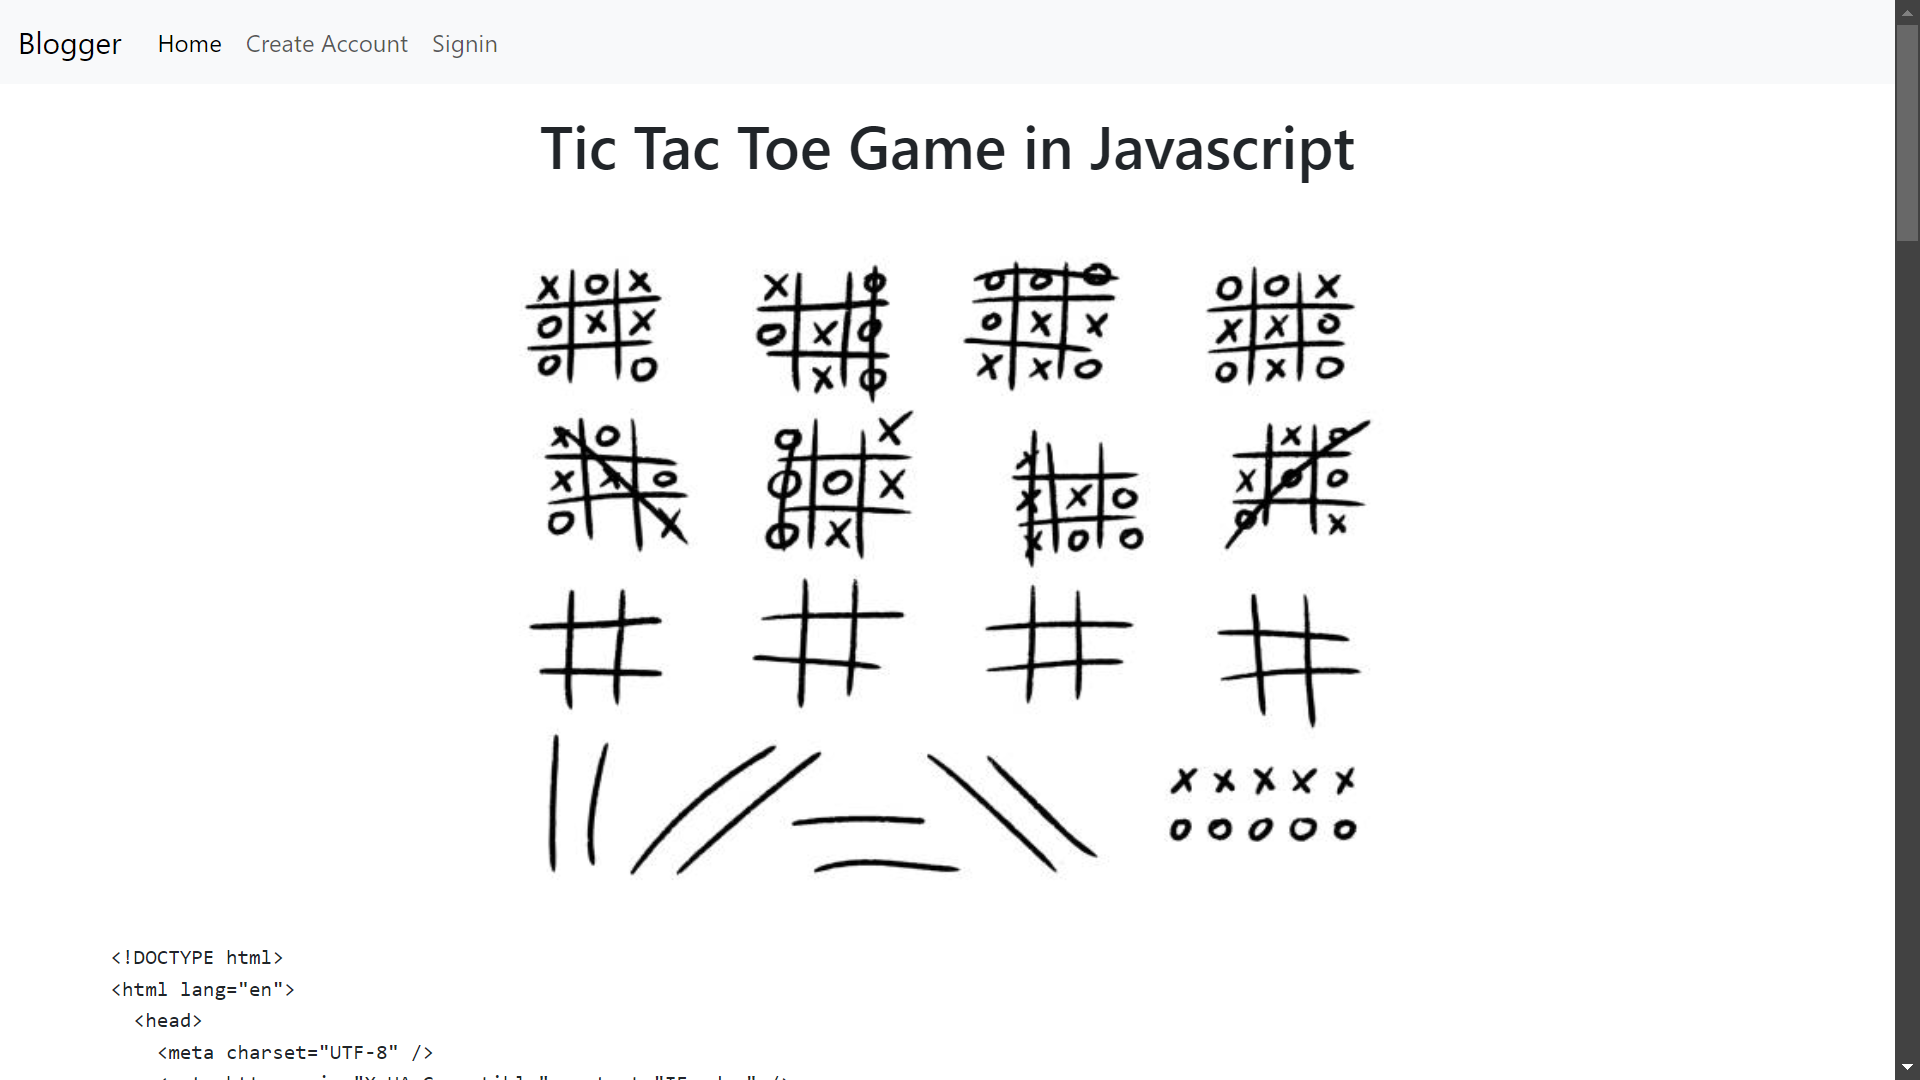 Blogger Home Create Account Signin
Tic Tac Toe Game in Javascript
X O X
O X X
O O
X O
O X O
X O
O O O
O X X
X X O
O O X
X X O
O X O
X O
X X O
O X
O X
O O X
O X
X
X X O
X O O
X O
X O O
O X
X X X X X
O O O O O
<!DOCTYPE html>
<html lang="en">
<head>
<meta charset="UTF-8" />